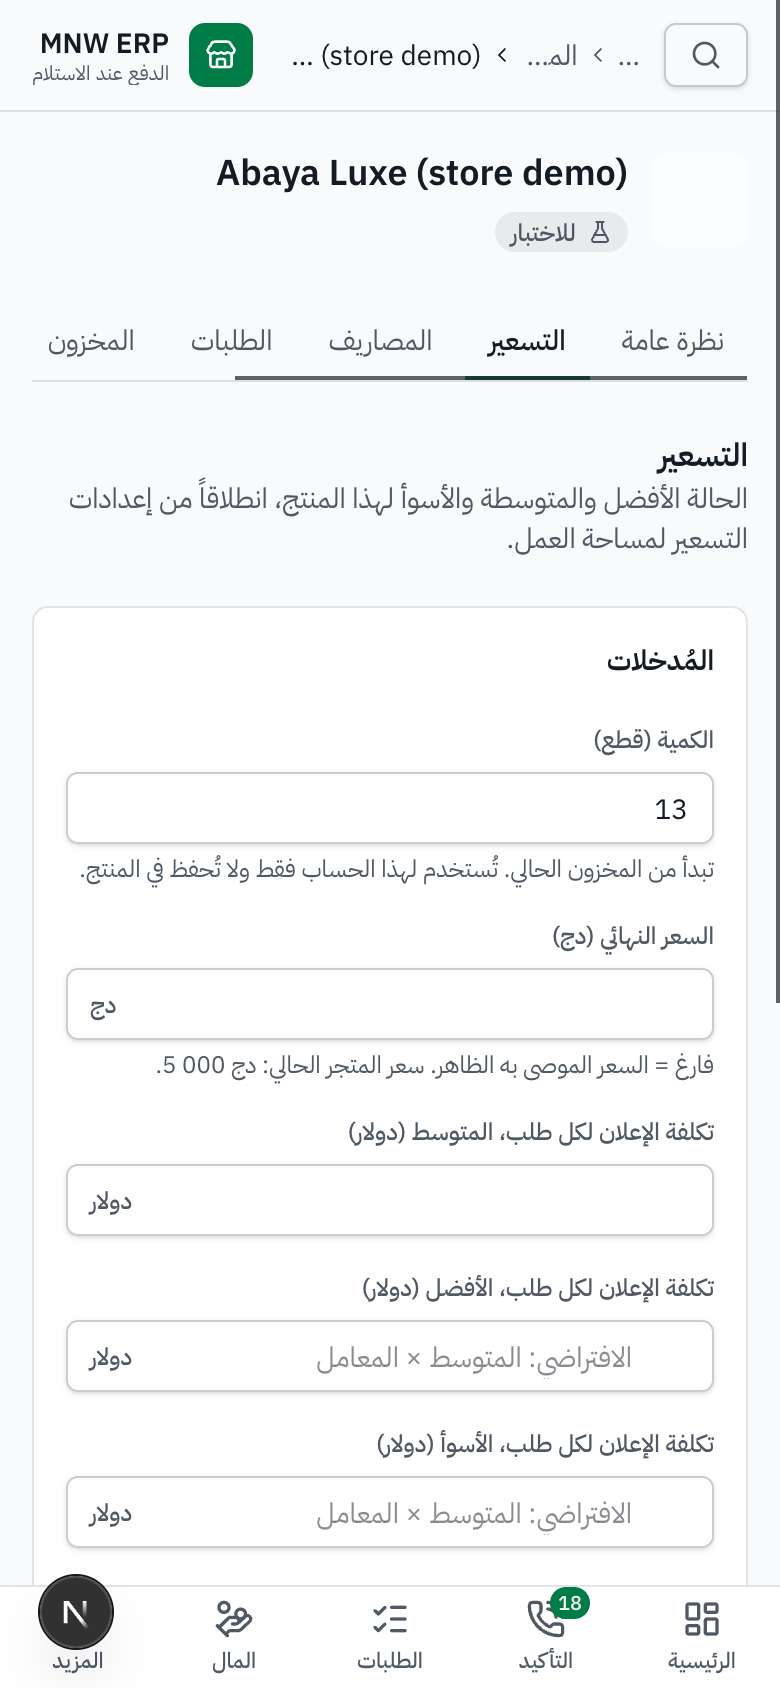 MNW ERP
الدفع عند الاستلام
... › المـ... › (store demo) ...
Abaya Luxe (store demo)
للاختبار
نظرة عامة
التسعير
المصاريف
الطلبات
المخزون
التسعير
الحالة الأفضل والمتوسطة والأسوأ لهذا المنتج، انطلاقاً من إعدادات
التسعير لمساحة العمل.
المُدخلات
الكمية (قطع)
13
تبدأ من المخزون الحالي. تُستخدم لهذا الحساب فقط ولا تُحفظ في المنتج.
السعر النهائي (دج)
دج
فارغ = السعر الموصى به الظاهر. سعر المتجر الحالي: دج 000 5.
تكلفة الإعلان لكل طلب، المتوسط (دولار)
دولار
تكلفة الإعلان لكل طلب، الأفضل (دولار)
الافتراضي: المتوسط × المعامل
دولار
تكلفة الإعلان لكل طلب، الأسوأ (دولار)
الافتراضي: المتوسط × المعامل
دولار
الرئيسية
18
التأكيد
الطلبات
المال
N
المزيد